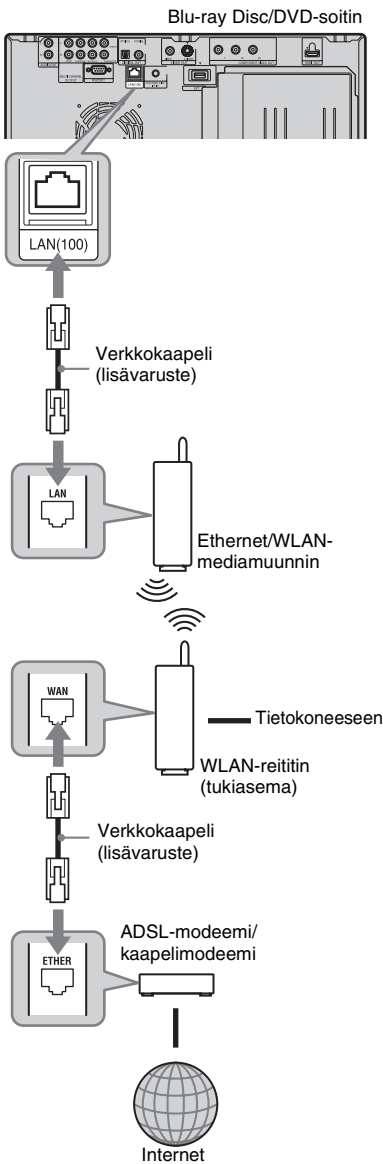 Blu-ray Disc/DVD-soitin
LAN(100)
Verkkokaapeli
(lisävaruste)
LAN
Ethernet/WLAN-
mediamuunnin
WAN
Tietokoneeseen
WLAN-reititin
(tukiasema)
Verkkokaapeli
(lisävaruste)
ADSL-modeemi/
kaapelimodeemi
ETHER
Internet